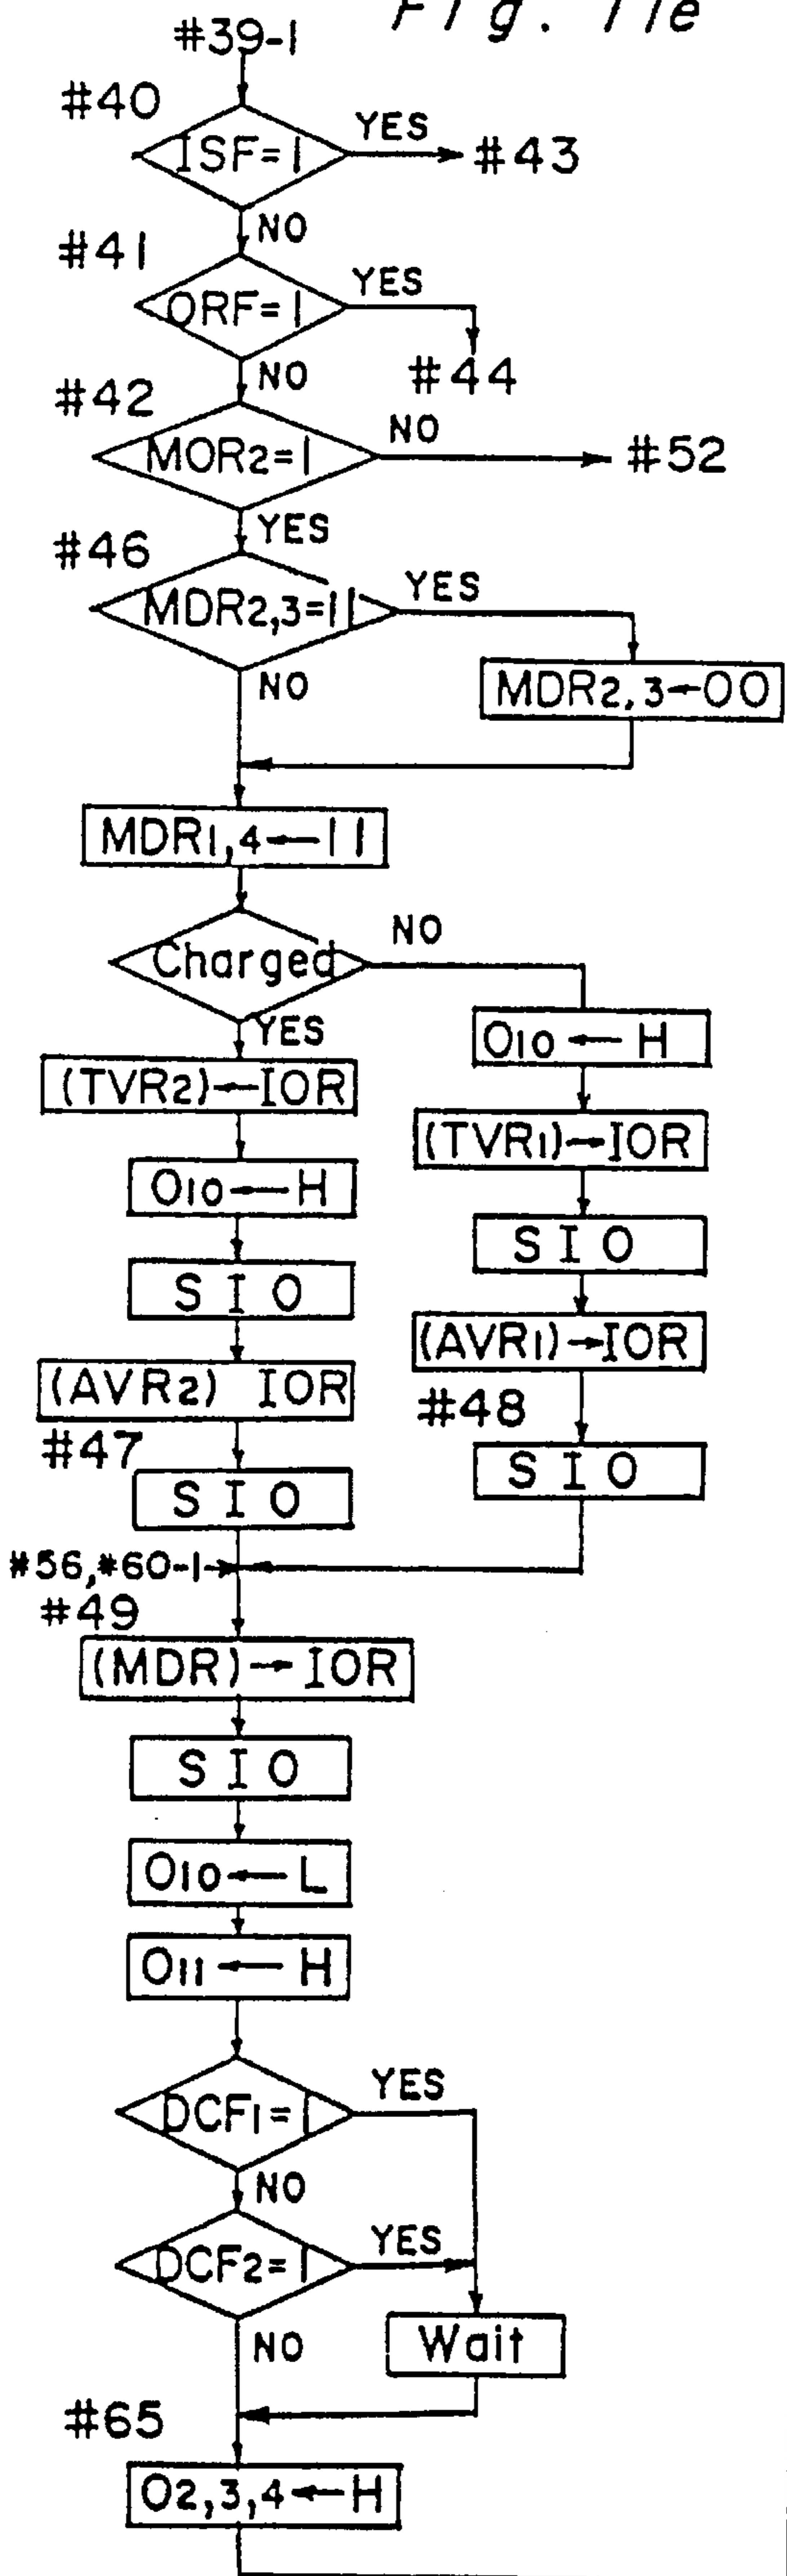 Fig. 11e
#39-1
#40
ISF=1
YES
#43
NO
#41
ORF=1
YES
#44
NO
#42
MOR2=1
NO
#52
YES
#46
MDR2,3=11
YES
MDR2,3←00
NO
MDR1,4←11
Charged
NO
YES
O10←H
(TVR2)←IOR
(TVR1)→IOR
O10←H
SIO
SIO
(AVR1)→IOR
(AVR2) IOR
#48
#47
SIO
SIO
#56,#60-1
#49
(MDR)→IOR
SIO
O10←L
O11←H
DCF1=1
YES
NO
DCF2=1
YES
NO
Wait
#65
O2,3,4←H